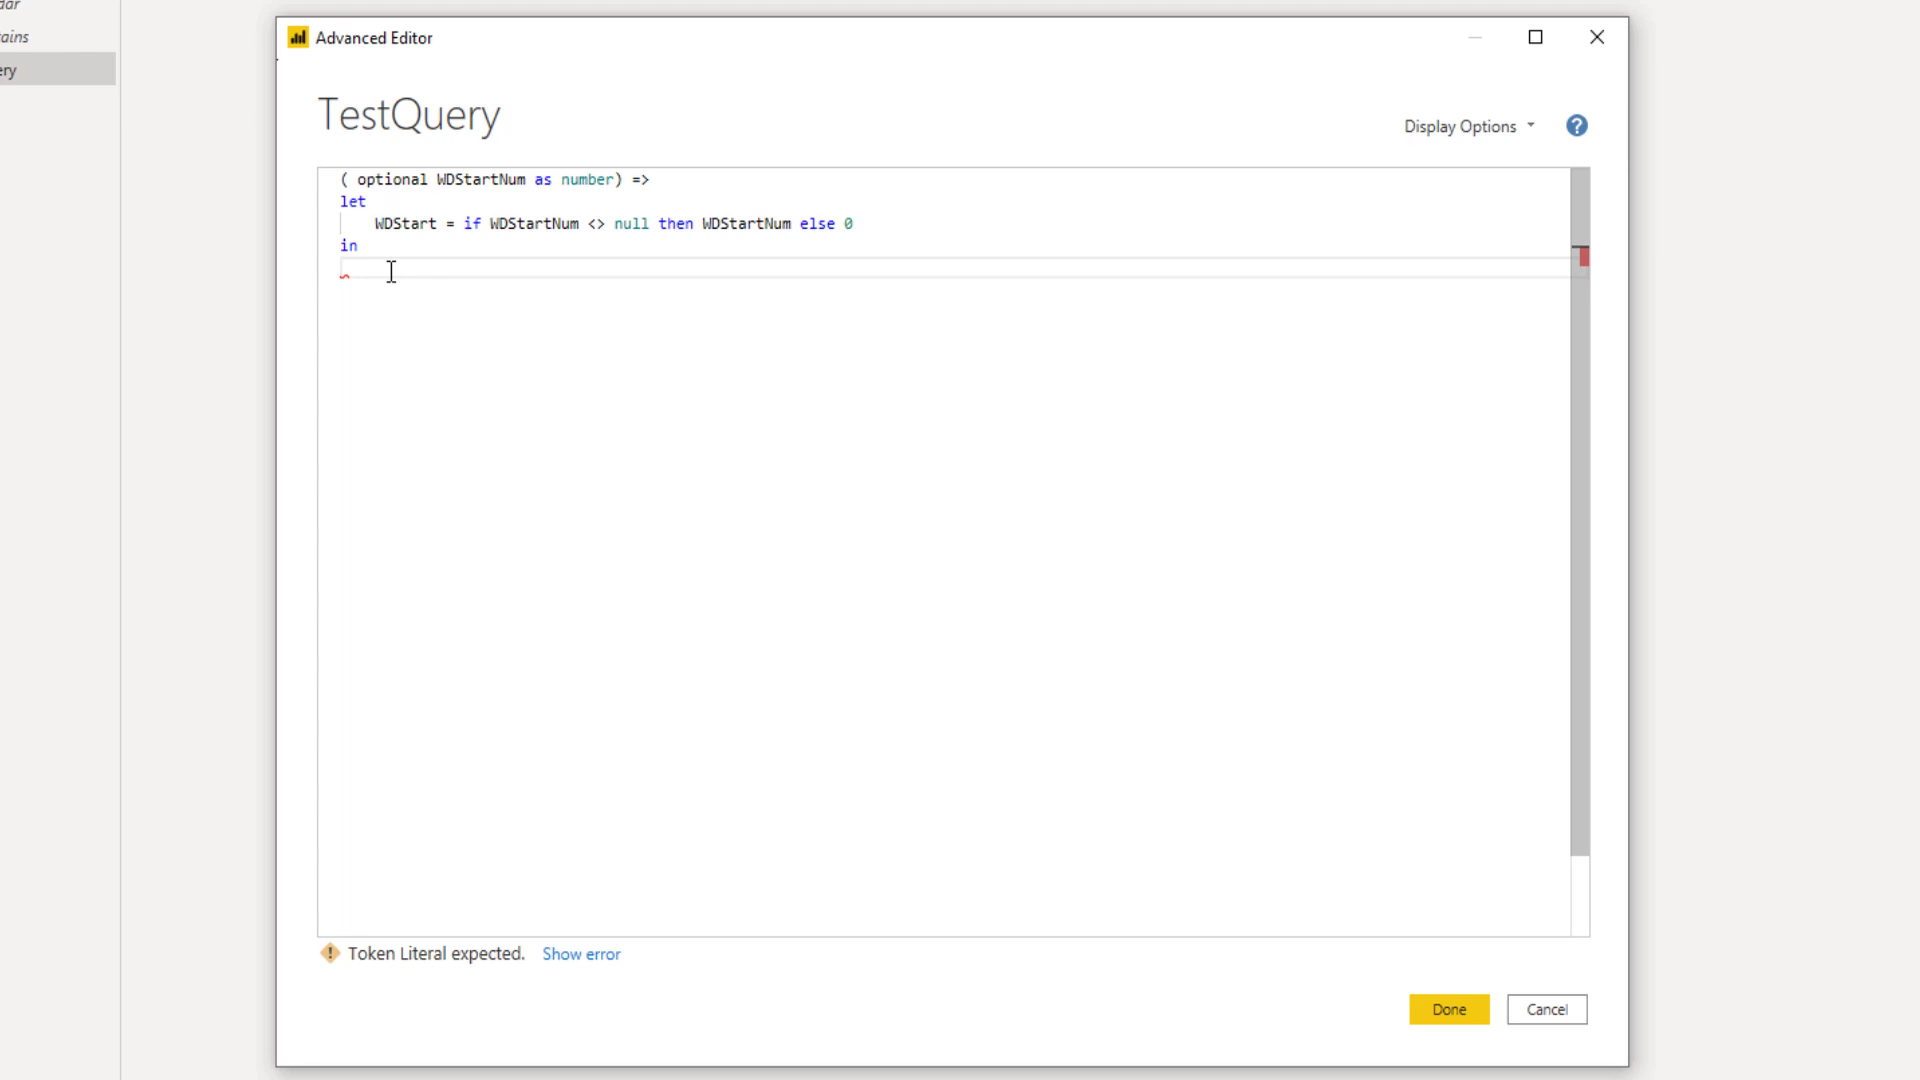 Advanced Editor
TestQuery
Display Options
( optional WDStartNum as number) =>
let
WDStart = if WDStartNum <> null then WDStartNum else 0
in
Token Literal expected. Show error
Done Cancel